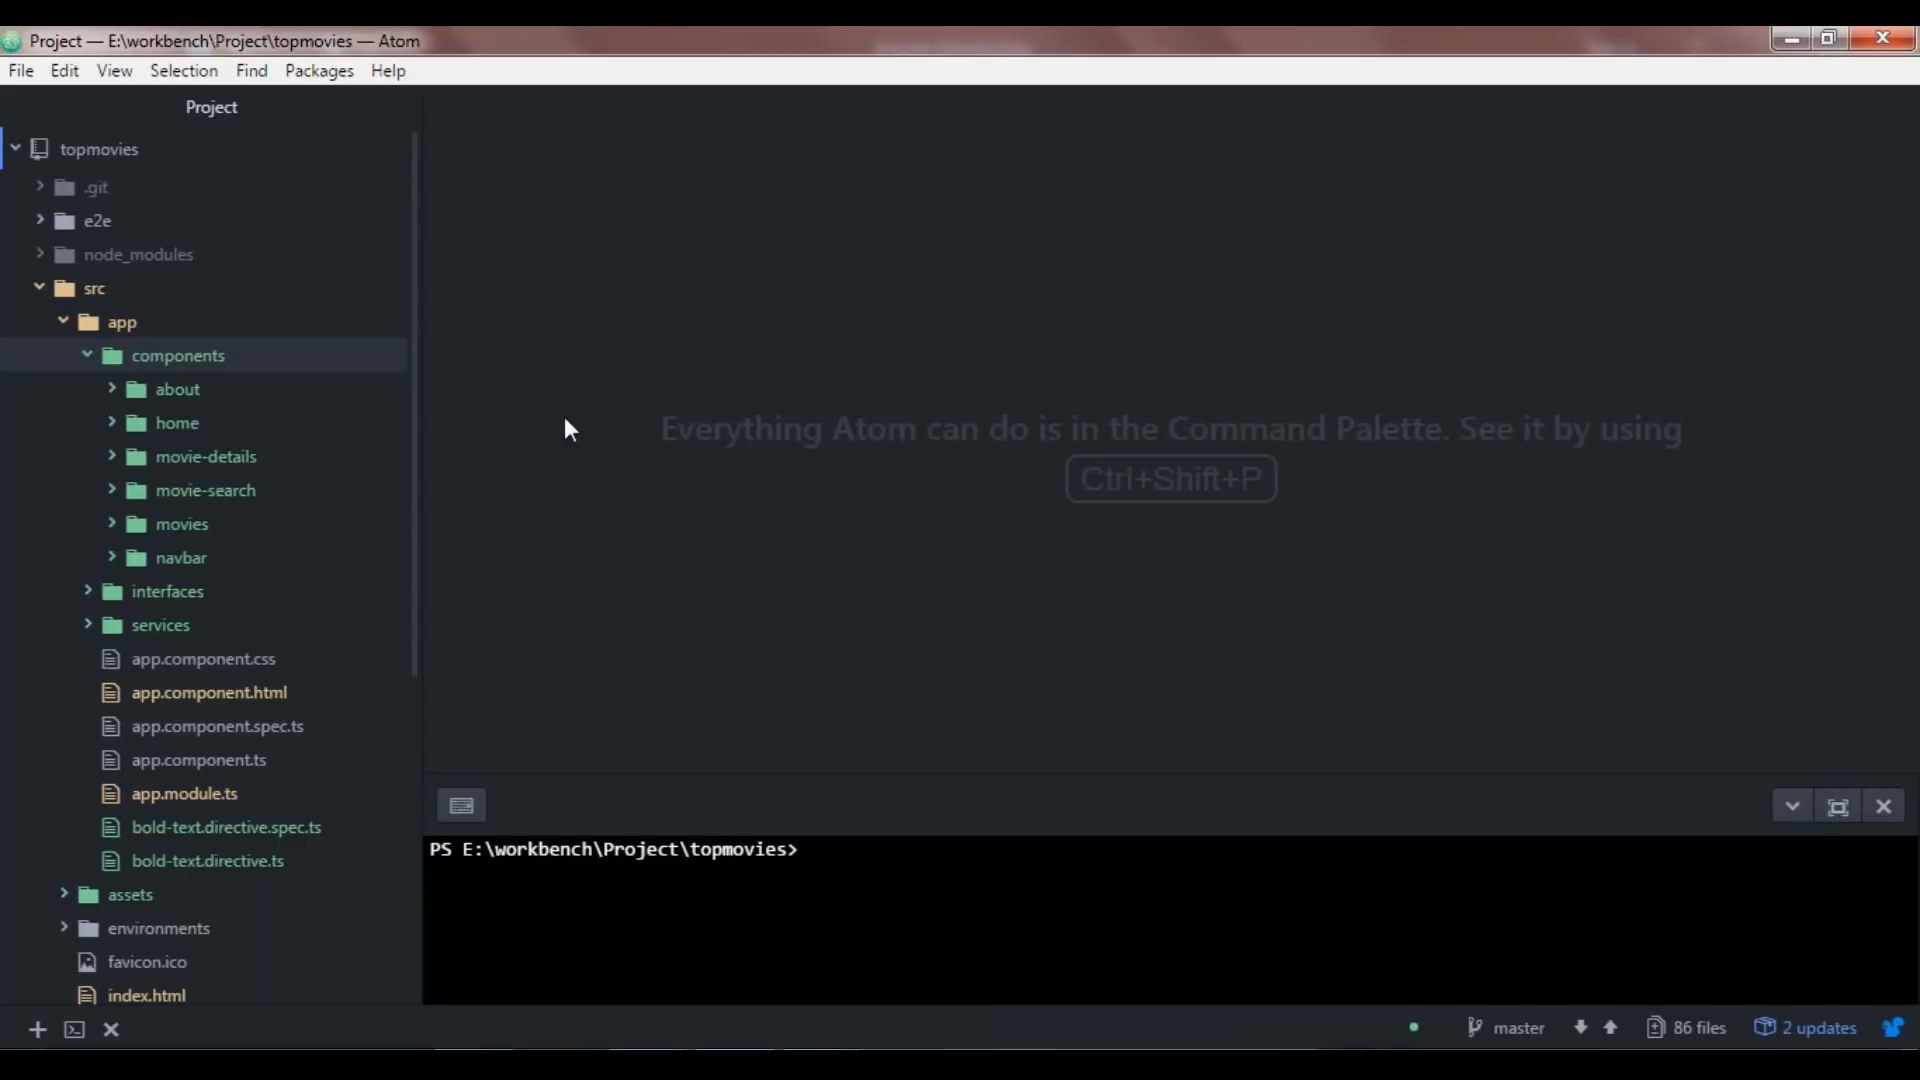 Project — E:\workbench\Project\topmovies — Atom
File Edit View Selection Find Packages Help
Project
topmovies
.git
e2e
node_modules
src
app
components
about
home
movie-details
movie-search
movies
navbar
interfaces
services
app.component.css
app.component.html
app.component.spec.ts
app.component.ts
app.module.ts
bold-text.directive.spec.ts
bold-text.directive.ts
assets
environments
favicon.ico
index.html
Everything Atom can do is in the Command Palette. See it by using
Ctrl+Shift+P
PS E:\workbench\Project\topmovies>
master 86 files 2 updates